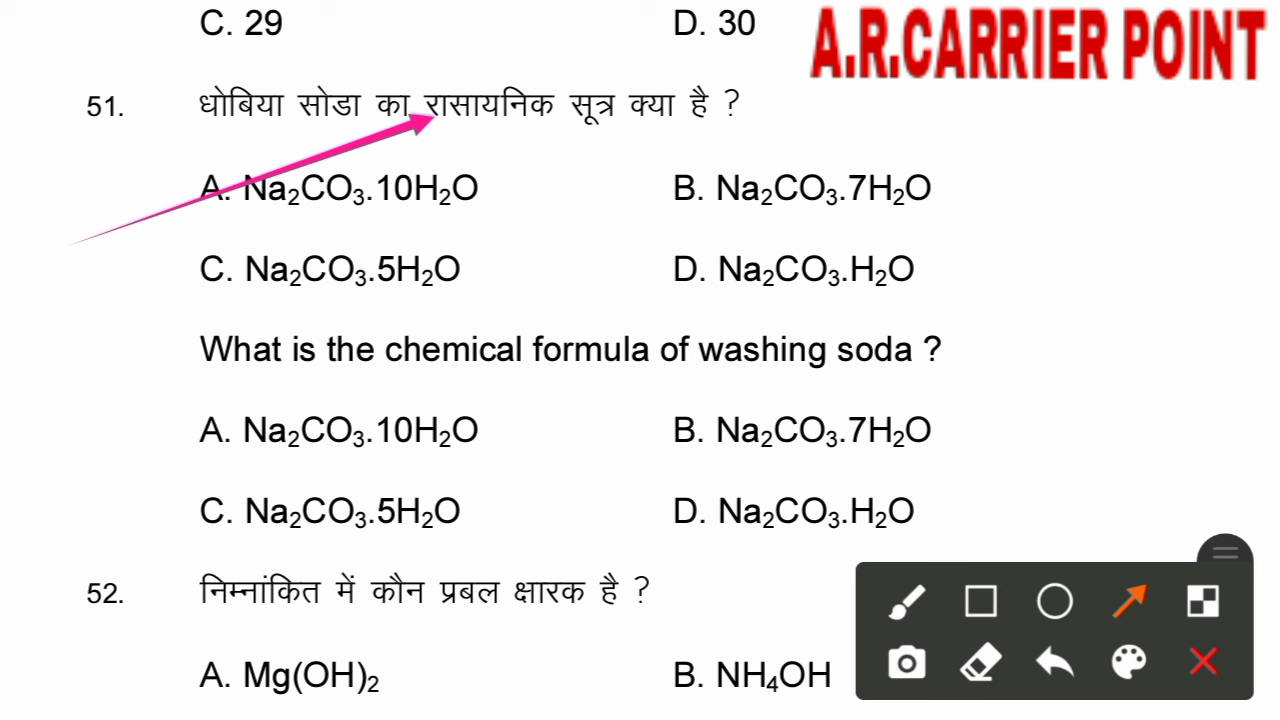 C. 29 D. 30 A.R.CARRIER POINT
51. धोबिया सोडा का रासायनिक सूत्र क्या है ?
A. Na₂CO₃.10H₂O B. Na₂CO₃.7H₂O
C. Na₂CO₃.5H₂O D. Na₂CO₃.H₂O
What is the chemical formula of washing soda ?
A. Na₂CO₃.10H₂O B. Na₂CO₃.7H₂O
C. Na₂CO₃.5H₂O D. Na₂CO₃.H₂O
52. निम्नांकित में कौन प्रबल क्षारक है ?
A. Mg(OH)₂ B. NH₄OH